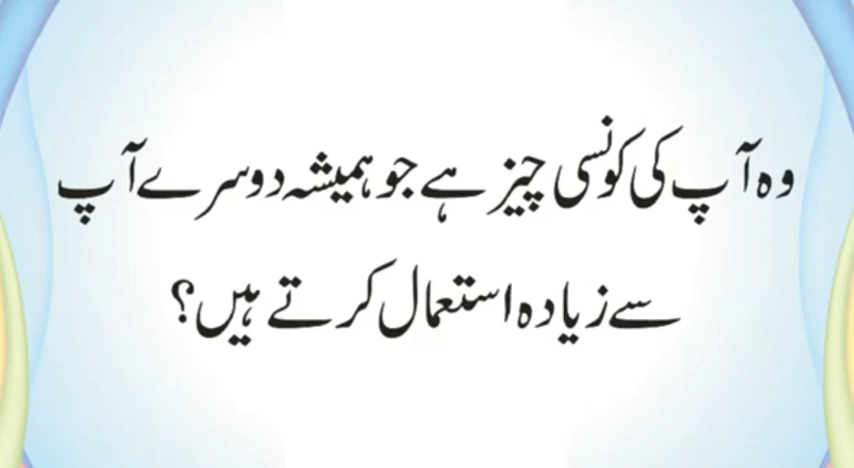 وہ آپ کی کونسی چیز ہے جو ہمیشہ دوسرے آپ
سے زیادہ استعمال کرتے ہیں؟